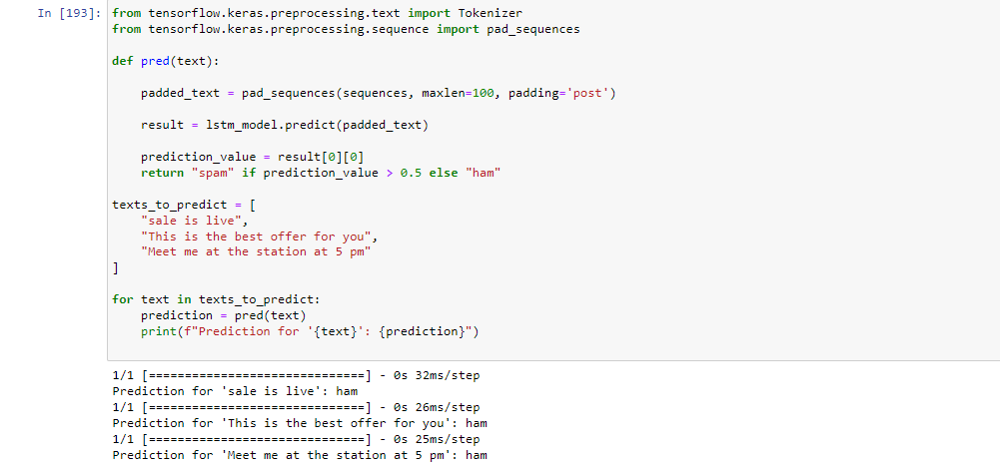 In [193]: from tensorflow.keras.preprocessing.text import Tokenizer
from tensorflow.keras.preprocessing.sequence import pad_sequences
def pred(text):
padded_text = pad_sequences(sequences, maxlen=100, padding='post')
result = lstm_model.predict(padded_text)
prediction_value = result[0][0]
return "spam" if prediction_value > 0.5 else "ham"
texts_to_predict = [
"sale is live",
"This is the best offer for you",
"Meet me at the station at 5 pm"
]
for text in texts_to_predict:
prediction = pred(text)
print(f"Prediction for '{text}': {prediction}")
1/1 [==============================] - 0s 32ms/step
Prediction for 'sale is live': ham
1/1 [==============================] - 0s 26ms/step
Prediction for 'This is the best offer for you': ham
1/1 [==============================] - 0s 25ms/step
Prediction for 'Meet me at the station at 5 pm': ham